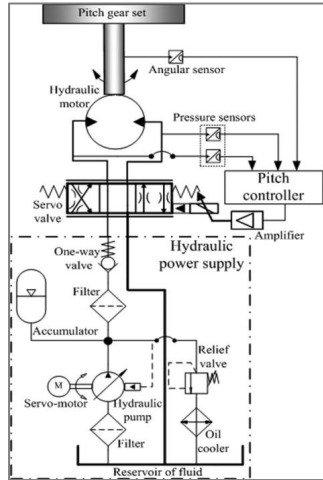 Pitch gear set
Angular sensor
Hydraulic
motor
Pressure sensors
Servo
valve
Pitch
controller
Amplifier
One-way
valve
Hydraulic
power supply
Filter
Accumulator
Relief
valve
M
Servo-motor
Hydraulic
pump
Filter
Oil
cooler
Reservoir of fluid